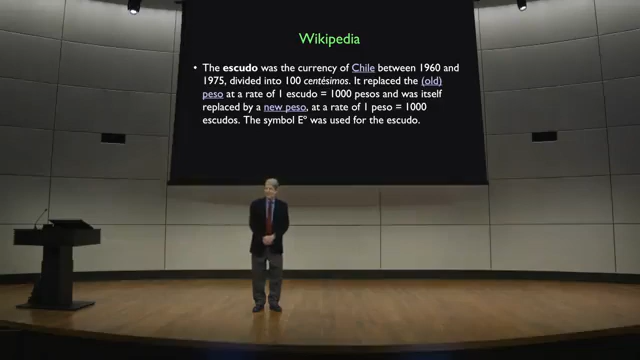 Wikipedia
• The escudo was the currency of Chile between 1960 and
1975, divided into 100 centésimos. It replaced the (old)
peso at a rate of 1 escudo = 1000 pesos and was itself
replaced by a new peso, at a rate of 1 peso = 1000
escudos. The symbol Eº was used for the escudo.